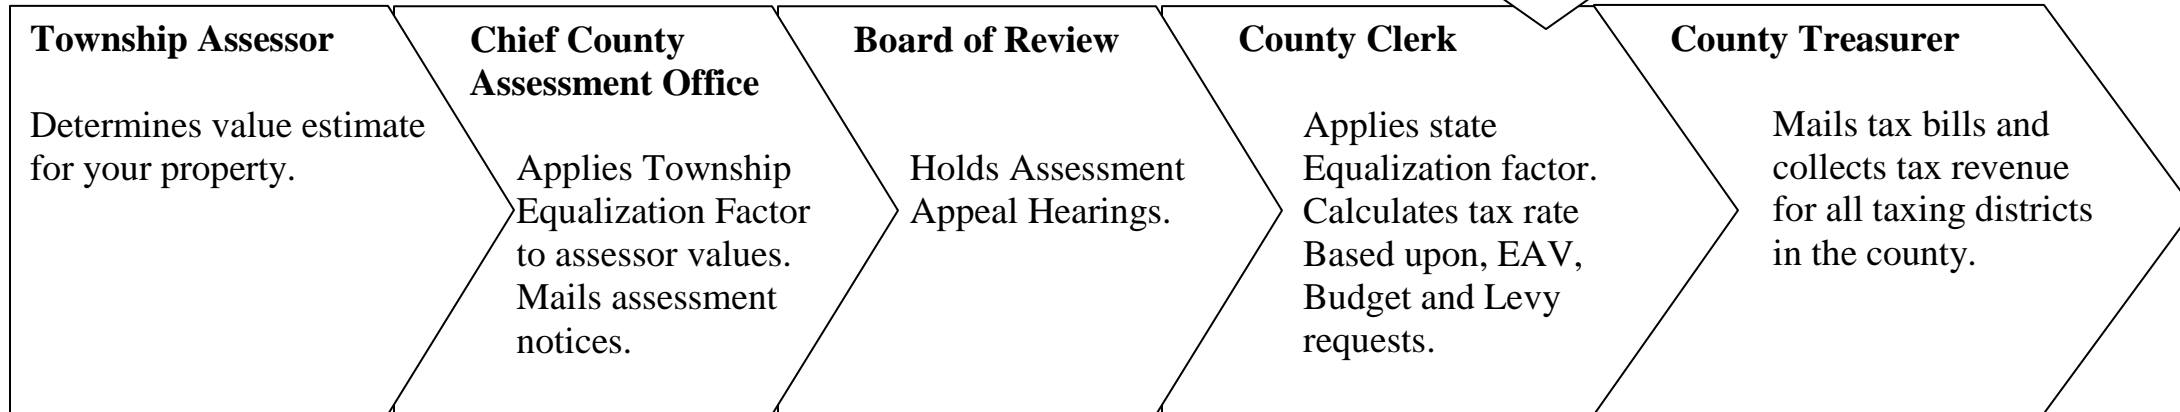 Township Assessor
Determines value estimate
for your property.
Chief County
Assessment Office
Applies Township
Equalization Factor
to assessor values.
Mails assessment
notices.
Board of Review
Holds Assessment
Appeal Hearings.
County Clerk
Applies state
Equalization factor.
Calculates tax rate
Based upon, EAV,
Budget and Levy
requests.
County Treasurer
Mails tax bills and
collects tax revenue
for all taxing districts
in the county.